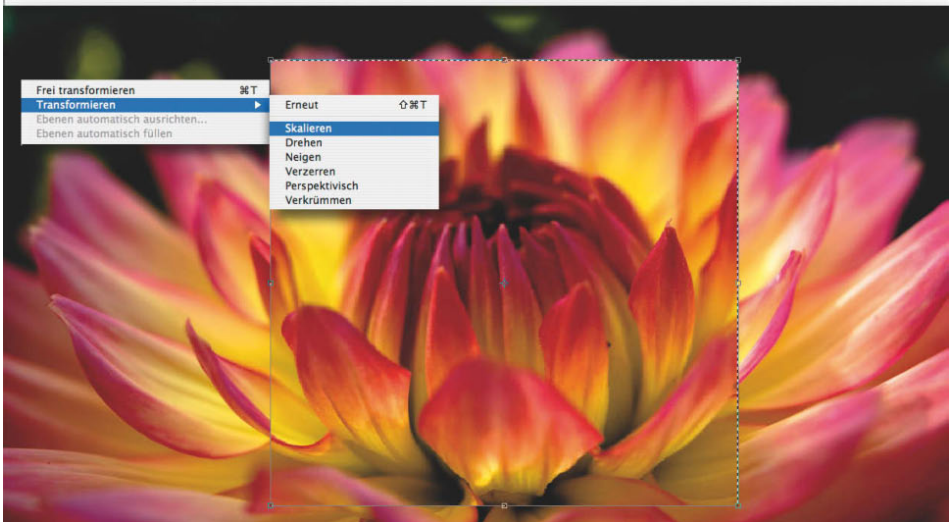 Frei transformieren ⌘T
Transformieren ▶
Ebenen automatisch ausrichten...
Ebenen automatisch füllen
Erneut ⇧⌘T
Skalieren
Drehen
Neigen
Verzerren
Perspektivisch
Verkrümmen